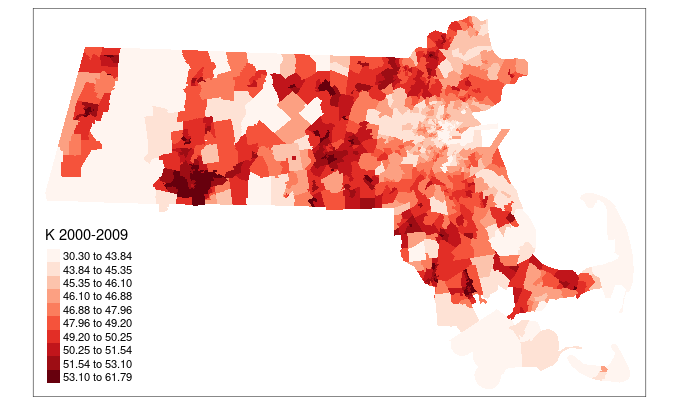 K 2000-2009
30.30 to 43.84
43.84 to 45.35
45.35 to 46.10
46.10 to 46.88
46.88 to 47.96
47.96 to 49.20
49.20 to 50.25
50.25 to 51.54
51.54 to 53.10
53.10 to 61.79